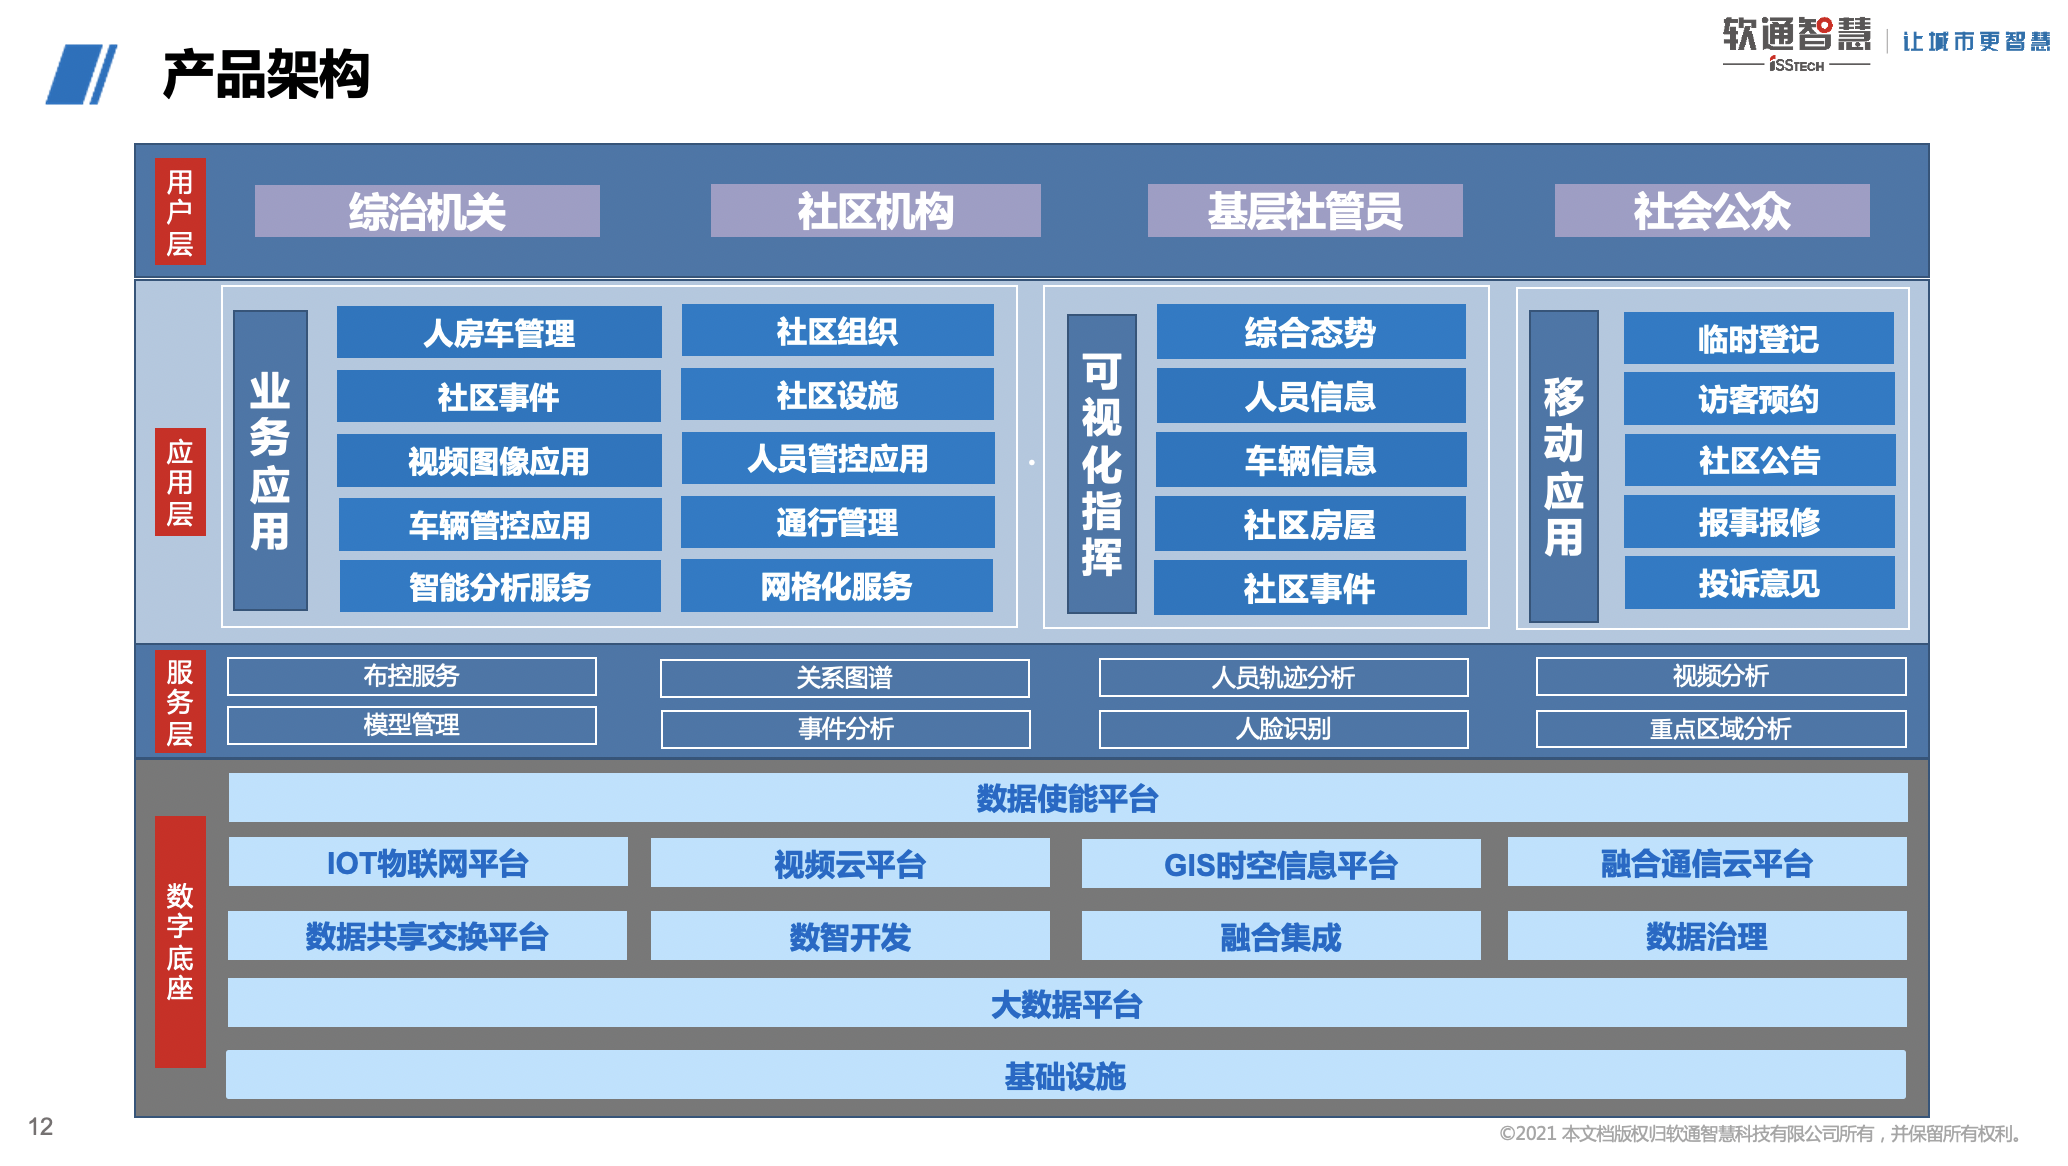 产品架构
软通智慧
iSSTECH
让城市更智慧
用户层
综治机关
社区机构
基层社管员
社会公众
应用层
业务应用
人房车管理
社区组织
社区事件
社区设施
视频图像应用
人员管控应用
车辆管控应用
通行管理
智能分析服务
网格化服务
可视化指挥
综合态势
人员信息
车辆信息
社区房屋
社区事件
移动应用
临时登记
访客预约
社区公告
报事报修
投诉意见
服务层
布控服务
关系图谱
人员轨迹分析
视频分析
模型管理
事件分析
人脸识别
重点区域分析
数字底座
数据使能平台
IOT物联网平台
视频云平台
GIS时空信息平台
融合通信云平台
数据共享交换平台
数智开发
融合集成
数据治理
大数据平台
基础设施
12
©2021 本文档版权归软通智慧科技有限公司所有，并保留所有权利。